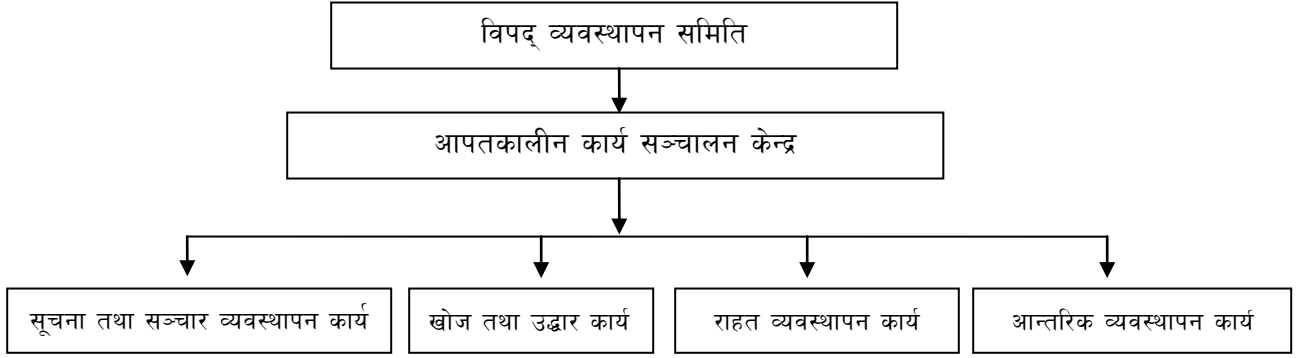 विपद् व्यवस्थापन समिति
आपतकालीन कार्य सञ्चालन केन्द्र
सूचना तथा सञ्चार व्यवस्थापन कार्य
खोज तथा उद्धार कार्य
राहत व्यवस्थापन कार्य
आन्तरिक व्यवस्थापन कार्य